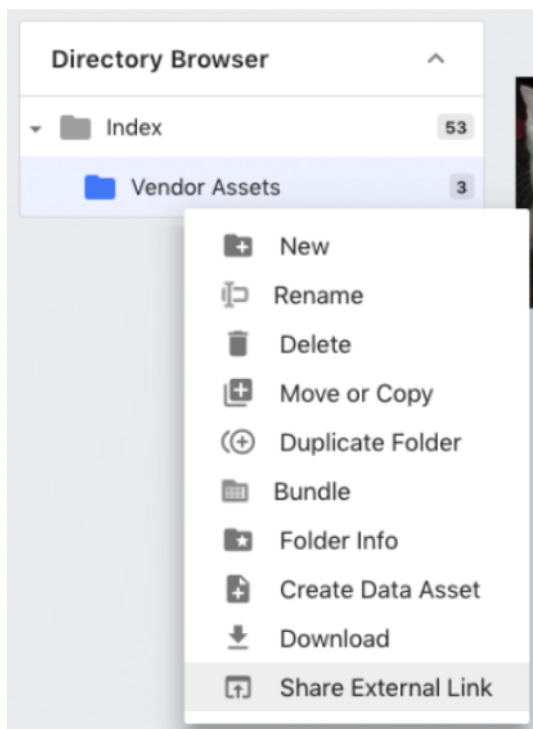 Directory Browser
Index 53
Vendor Assets 3
New
Rename
Delete
Move or Copy
Duplicate Folder
Bundle
Folder Info
Create Data Asset
Download
Share External Link